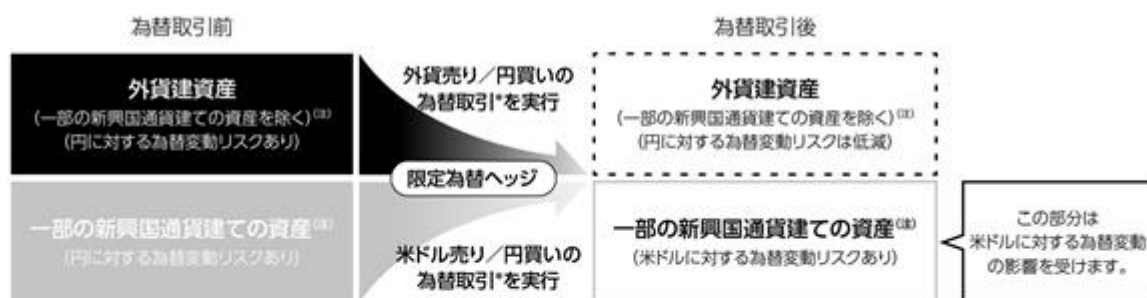 為替取引前
為替取引後
外貨建資産
(一部の新興国通貨建ての資産を除く)(注)
(円に対する為替変動リスクあり)
外貨売り／円買いの
為替取引*を実行
外貨建資産
(一部の新興国通貨建ての資産を除く)(注)
(円に対する為替変動リスクは低減)
限定為替ヘッジ
一部の新興国通貨建ての資産(注)
(円に対する為替変動リスクあり)
米ドル売り／円買いの
為替取引*を実行
一部の新興国通貨建ての資産(注)
(米ドルに対する為替変動リスクあり)
この部分は
米ドルに対する為替変動
の影響を受けます。